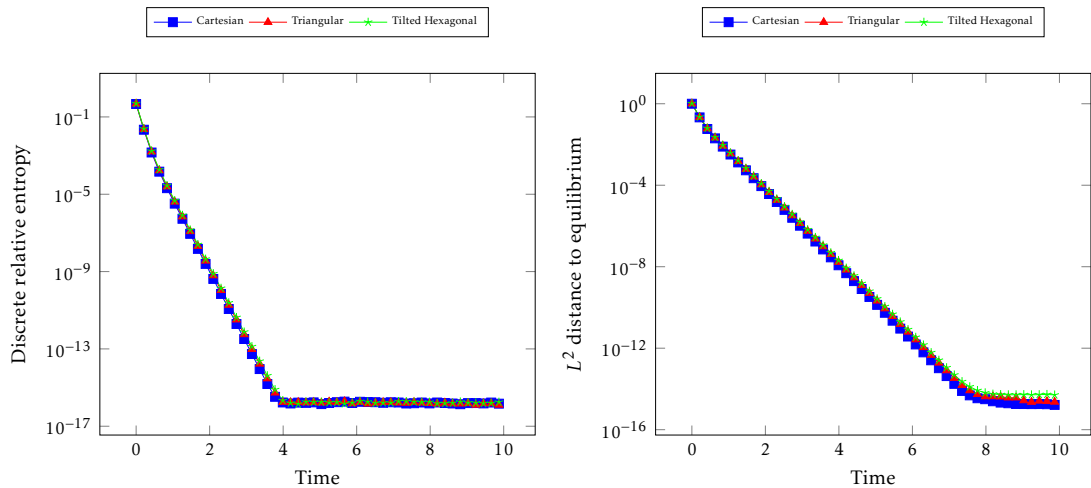 Cartesian Triangular Tilted Hexagonal
10^-1
10^-5
10^-9
10^-13
10^-17
0 2 4 6 8 10
Time
Discrete relative entropy
Cartesian Triangular Tilted Hexagonal
10^0
10^-4
10^-8
10^-12
10^-16
0 2 4 6 8 10
Time
L^2 distance to equilibrium